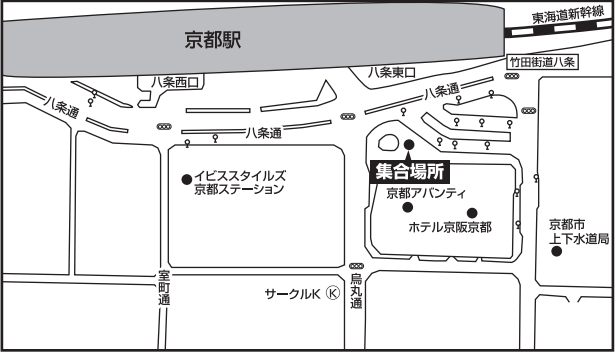 東海道新幹線
京都駅
竹田街道八条
八条西口
八条東口
八条通
八条通
八条通
集合場所
イビススタイルズ
京都ステーション
京都アバンティ
ホテル京阪京都
京都市
上下水道局
室町通
烏丸通
サークルK Ⓚ